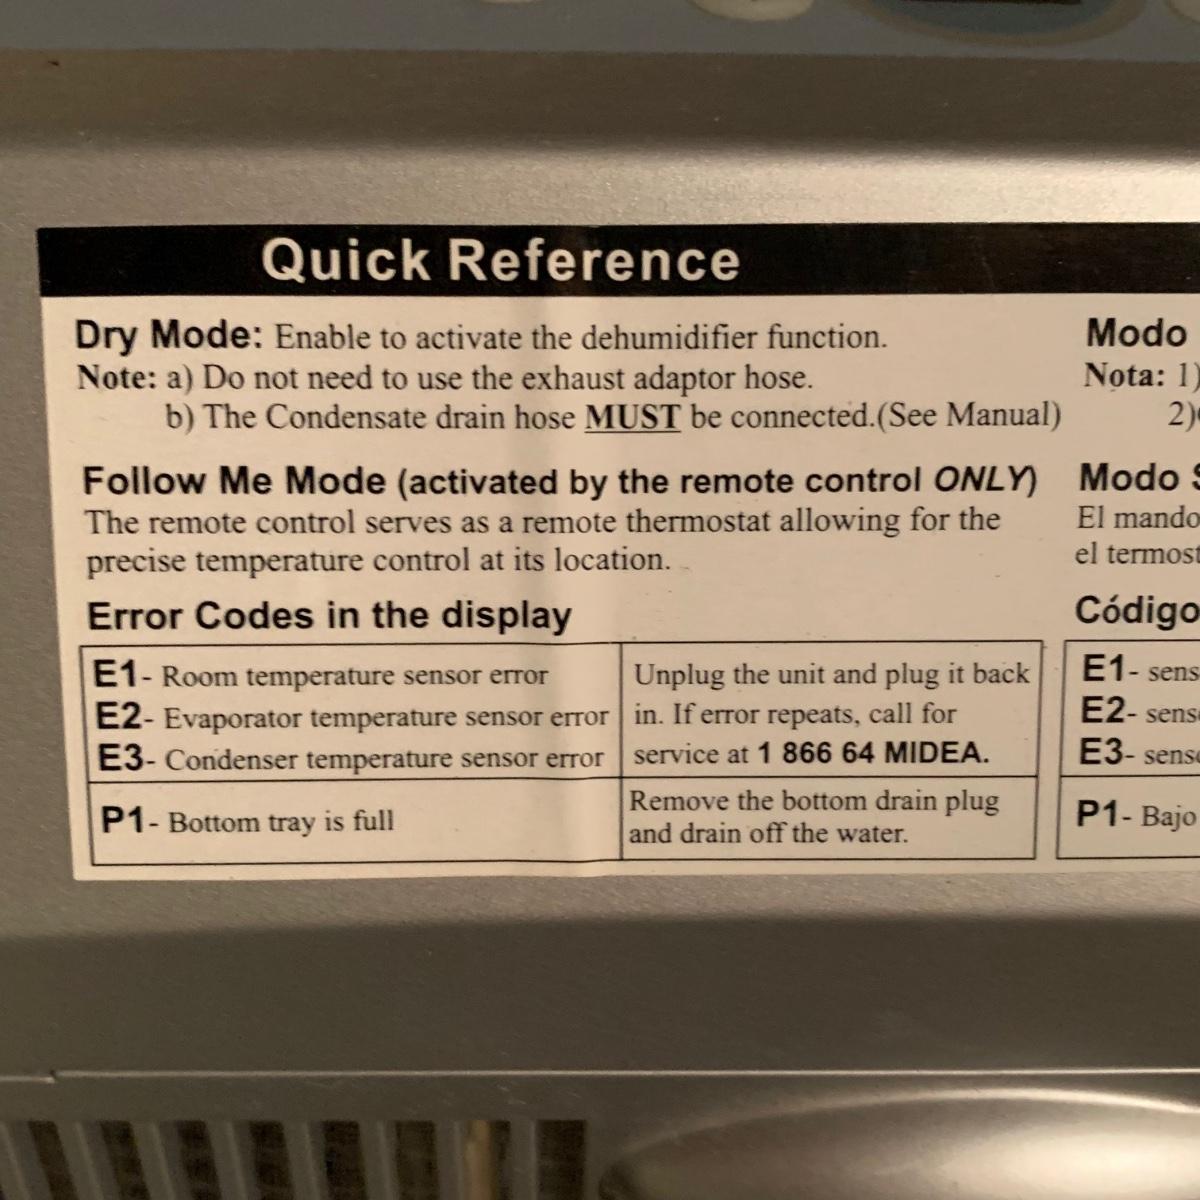 Quick Reference
Dry Mode: Enable to activate the dehumidifier function.
Note: a) Do not need to use the exhaust adaptor hose.
b) The Condensate drain hose MUST be connected.(See Manual)
Follow Me Mode (activated by the remote control ONLY)
The remote control serves as a remote thermostat allowing for the
precise temperature control at its location.
Error Codes in the display
E1- Room temperature sensor error
E2- Evaporator temperature sensor error
E3- Condenser temperature sensor error
Unplug the unit and plug it back
in. If error repeats, call for
service at 1 866 64 MIDEA.
P1- Bottom tray is full
Remove the bottom drain plug
and drain off the water.
Modo
Nota: 1)
2)
Modo
El mando
el termost
Código
E1- sens
E2- sens
E3- sens
P1- Bajo